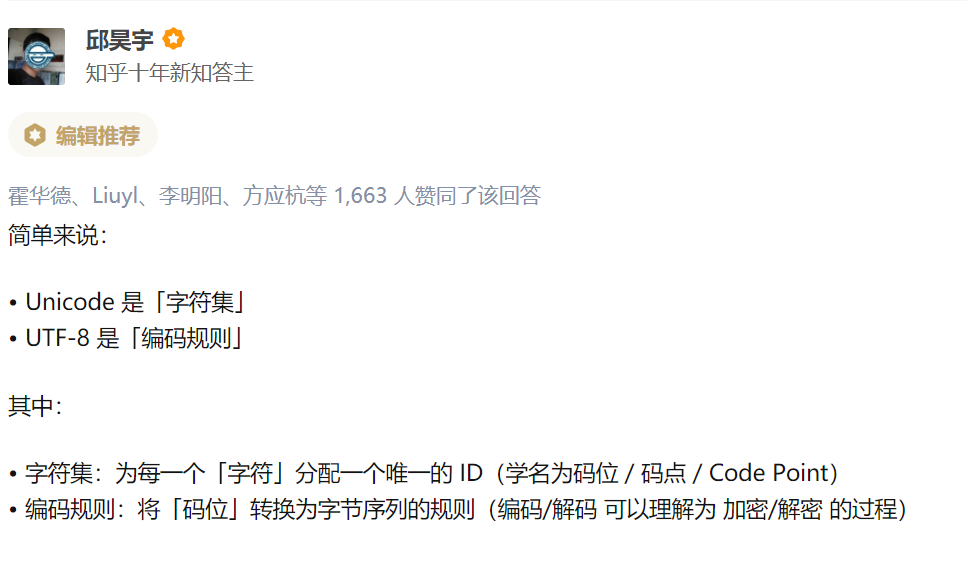 邱昊宇
知乎十年新知答主
编辑推荐
霍华德、Liuyl、李明阳、方应杭等 1,663 人赞同了该回答
简单来说：
• Unicode 是「字符集」
• UTF-8 是「编码规则」
其中：
• 字符集：为每一个「字符」分配一个唯一的 ID（学名为码位 / 码点 / Code Point）
• 编码规则：将「码位」转换为字节序列的规则（编码/解码 可以理解为 加密/解密 的过程）